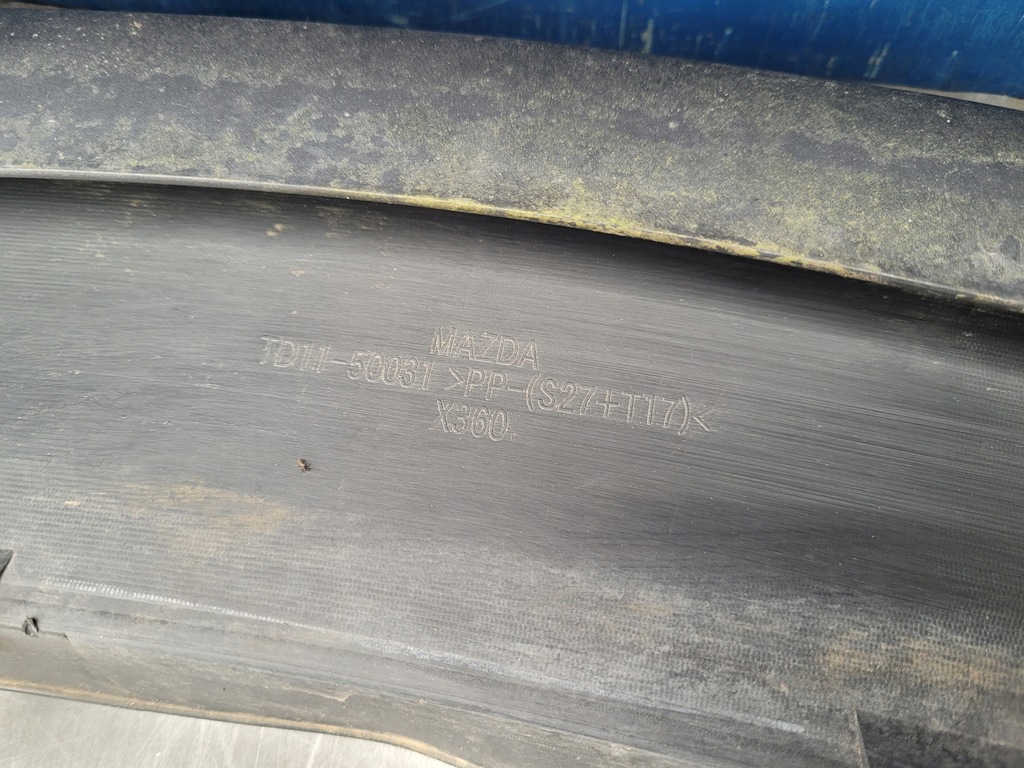 MAZDA
TD11-50031 >PP-(S27+T17)<
X360.